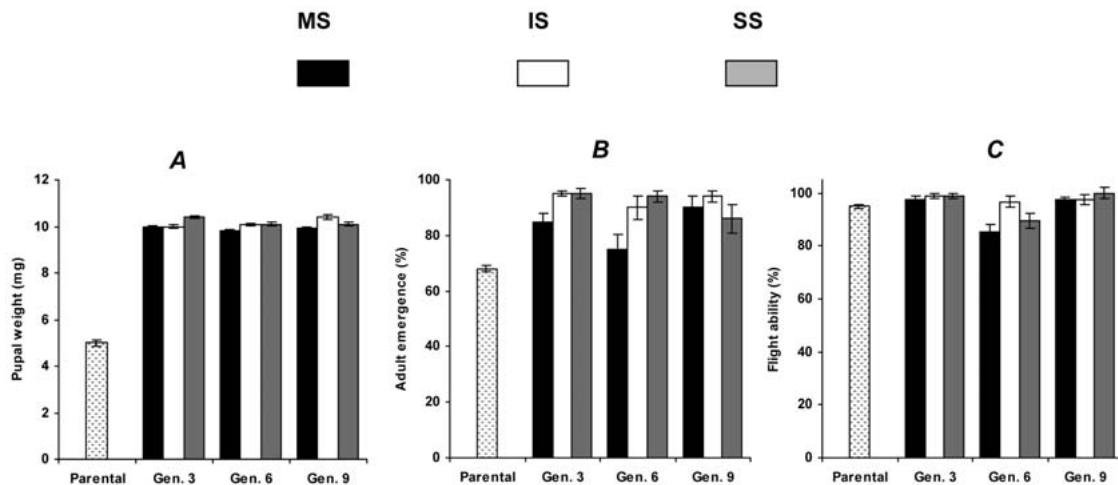 MS IS SS
A
Pupal weight (mg)
12
10
8
6
4
2
0
Parental Gen. 3 Gen. 6 Gen. 9
B
Adult emergence (%)
100
80
60
40
20
0
Parental Gen. 3 Gen. 6 Gen. 9
C
Flight ability (%)
100
80
60
40
20
0
Parental Gen. 3 Gen. 6 Gen. 9